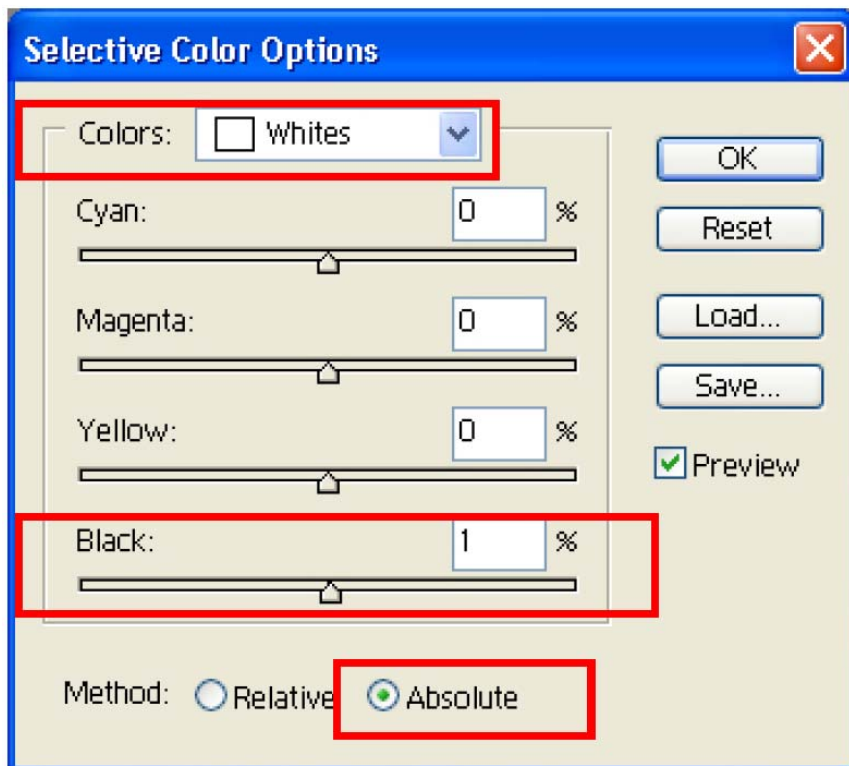 Selective Color Options
Colors: Whites
OK
Cyan: 0 %
Reset
Magenta: 0 %
Load...
Save...
Yellow: 0 %
Preview
Black: 1 %
Method: Relative Absolute